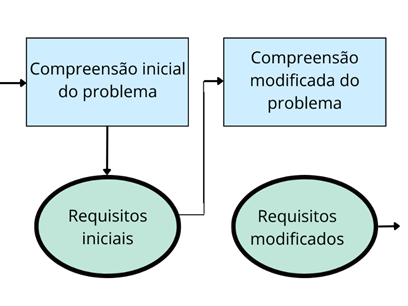 Compreensão inicial
do problema
Compreensão
modificada do
problema
Requisitos
iniciais
Requisitos
modificados